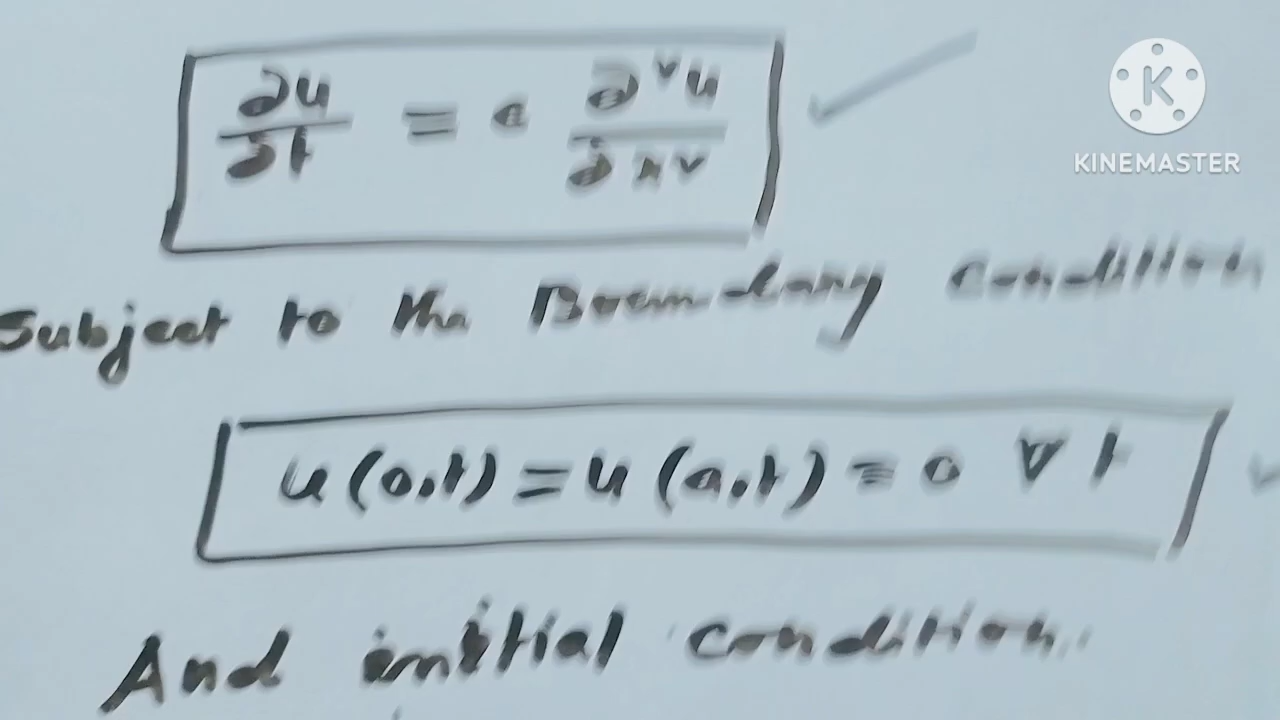 ∂u/∂t = c ∂²u/∂x²
KINEMASTER
Subject to the Boundary condition
u(0,t) = u(a,t) = 0 ∀ t
And initial condition.